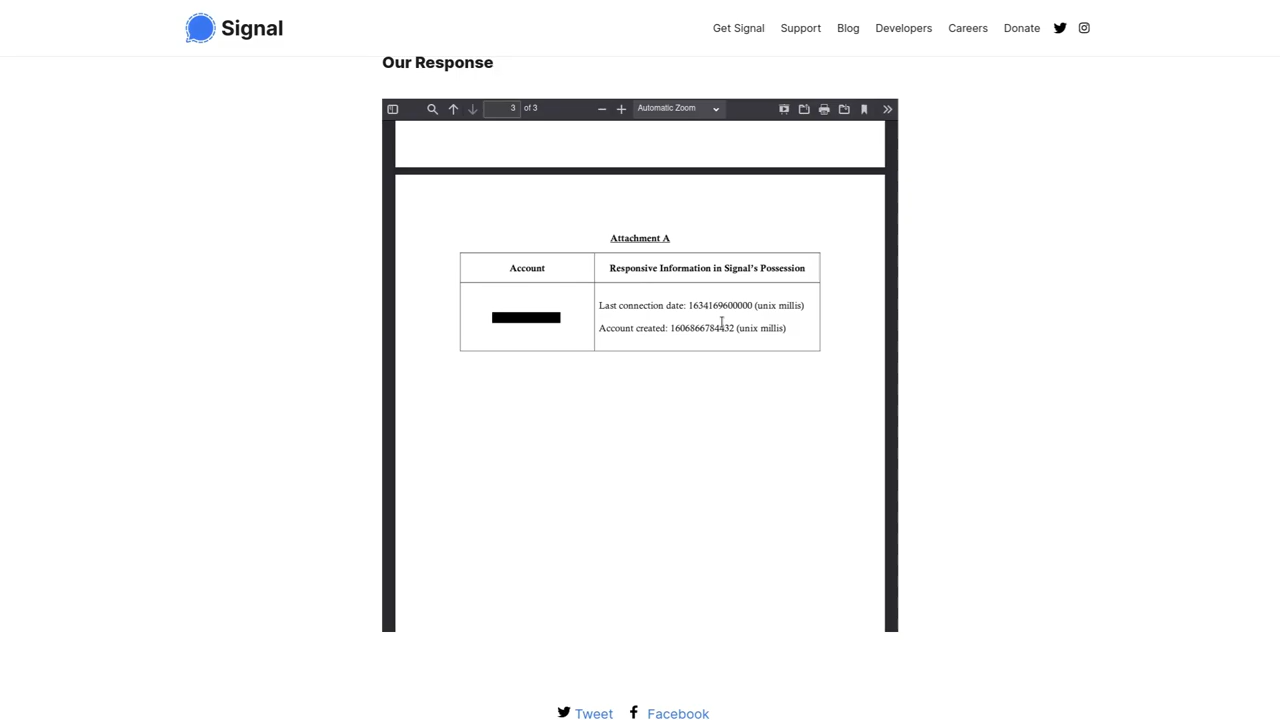 Signal
Get Signal Support Blog Developers Careers Donate
Our Response
3 of 3 Automatic Zoom
Attachment A
Account Responsive Information in Signal's Possession
Last connection date: 1634169600000 (unix millis)
Account created: 1606866784432 (unix millis)
Tweet Facebook